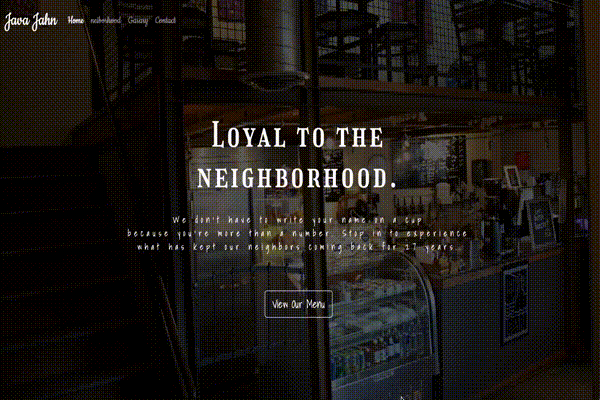 Java Jahn Home neiborhood Gallary Contact
Loyal to the
neighborhood.
We don't have to write your name on a cup
because you're more than a number. Stop in to experience
what has kept our neighbors coming back for 17 years.
View Our Menu